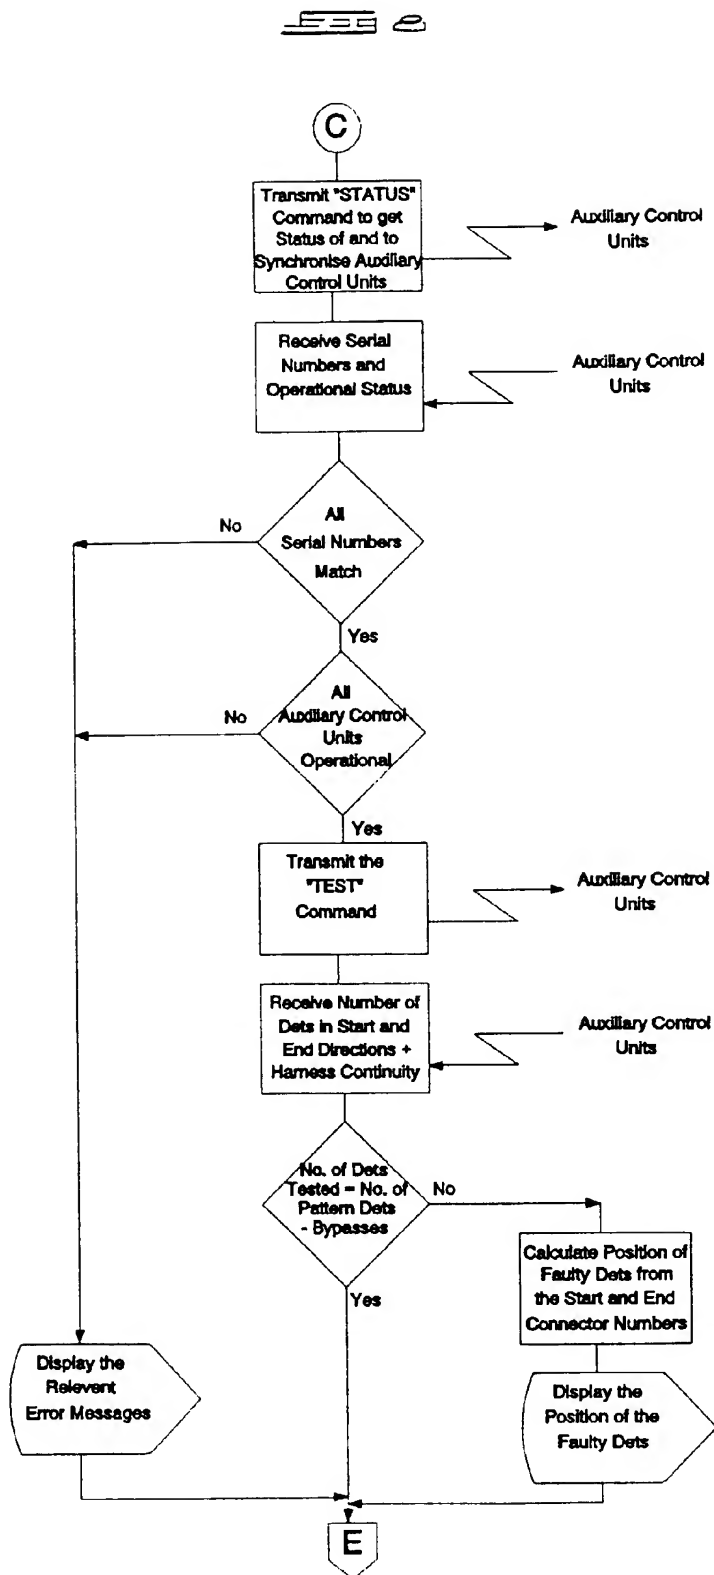 C
Transmit "STATUS"
Command to get
Status of and to
Synchronise Auxiliary
Control Units
Auxiliary Control
Units
Receive Serial
Numbers and
Operational Status
Auxiliary Control
Units
All
Serial Numbers
Match
No
Yes
All
Auxiliary Control
Units
Operational
No
Yes
Transmit the
"TEST"
Command
Auxiliary Control
Units
Receive Number of
Dets in Start and
End Directions +
Harness Continuity
Auxiliary Control
Units
No. of Dets
Tested = No. of
Pattern Dets
- Bypasses
No
Yes
Calculate Position of
Faulty Dets from
the Start and End
Connector Numbers
Display the
Relevent
Error Messages
Display the
Position of the
Faulty Dets
E